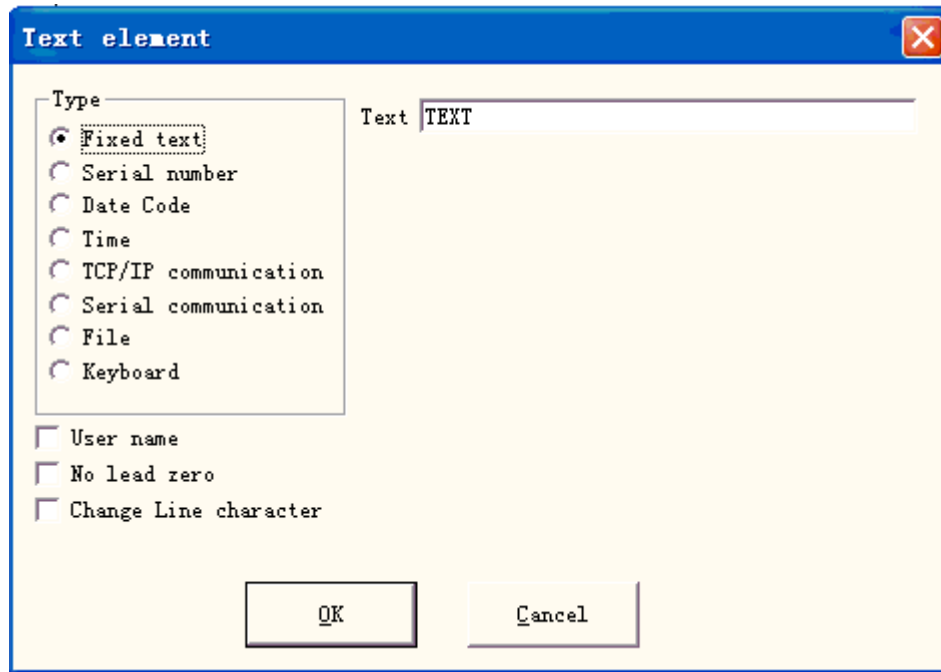 Text element
Type
Fixed text
Serial number
Date Code
Time
TCP/IP communication
Serial communication
File
Keyboard
Text TEXT
User name
No lead zero
Change Line character
OK Cancel